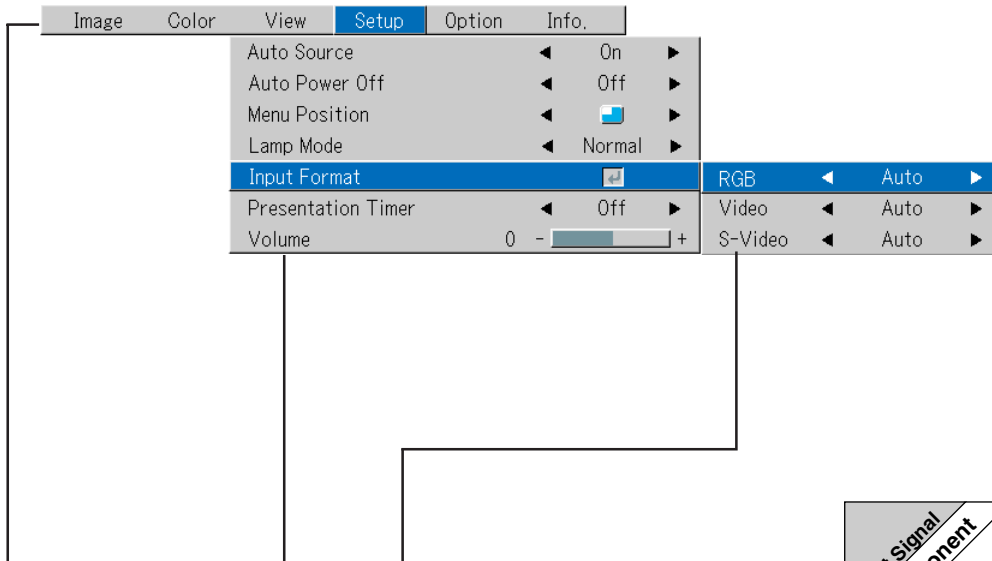 Image Color View Setup Option Info.
Auto Source ◀ On ▶
Auto Power Off ◀ Off ▶
Menu Position ◀ ▶
Lamp Mode ◀ Normal ▶
Input Format RGB ◀ Auto ▶
Presentation Timer ◀ Off ▶ Video ◀ Auto ▶
Volume 0 - + S-Video ◀ Auto ▶
Signal